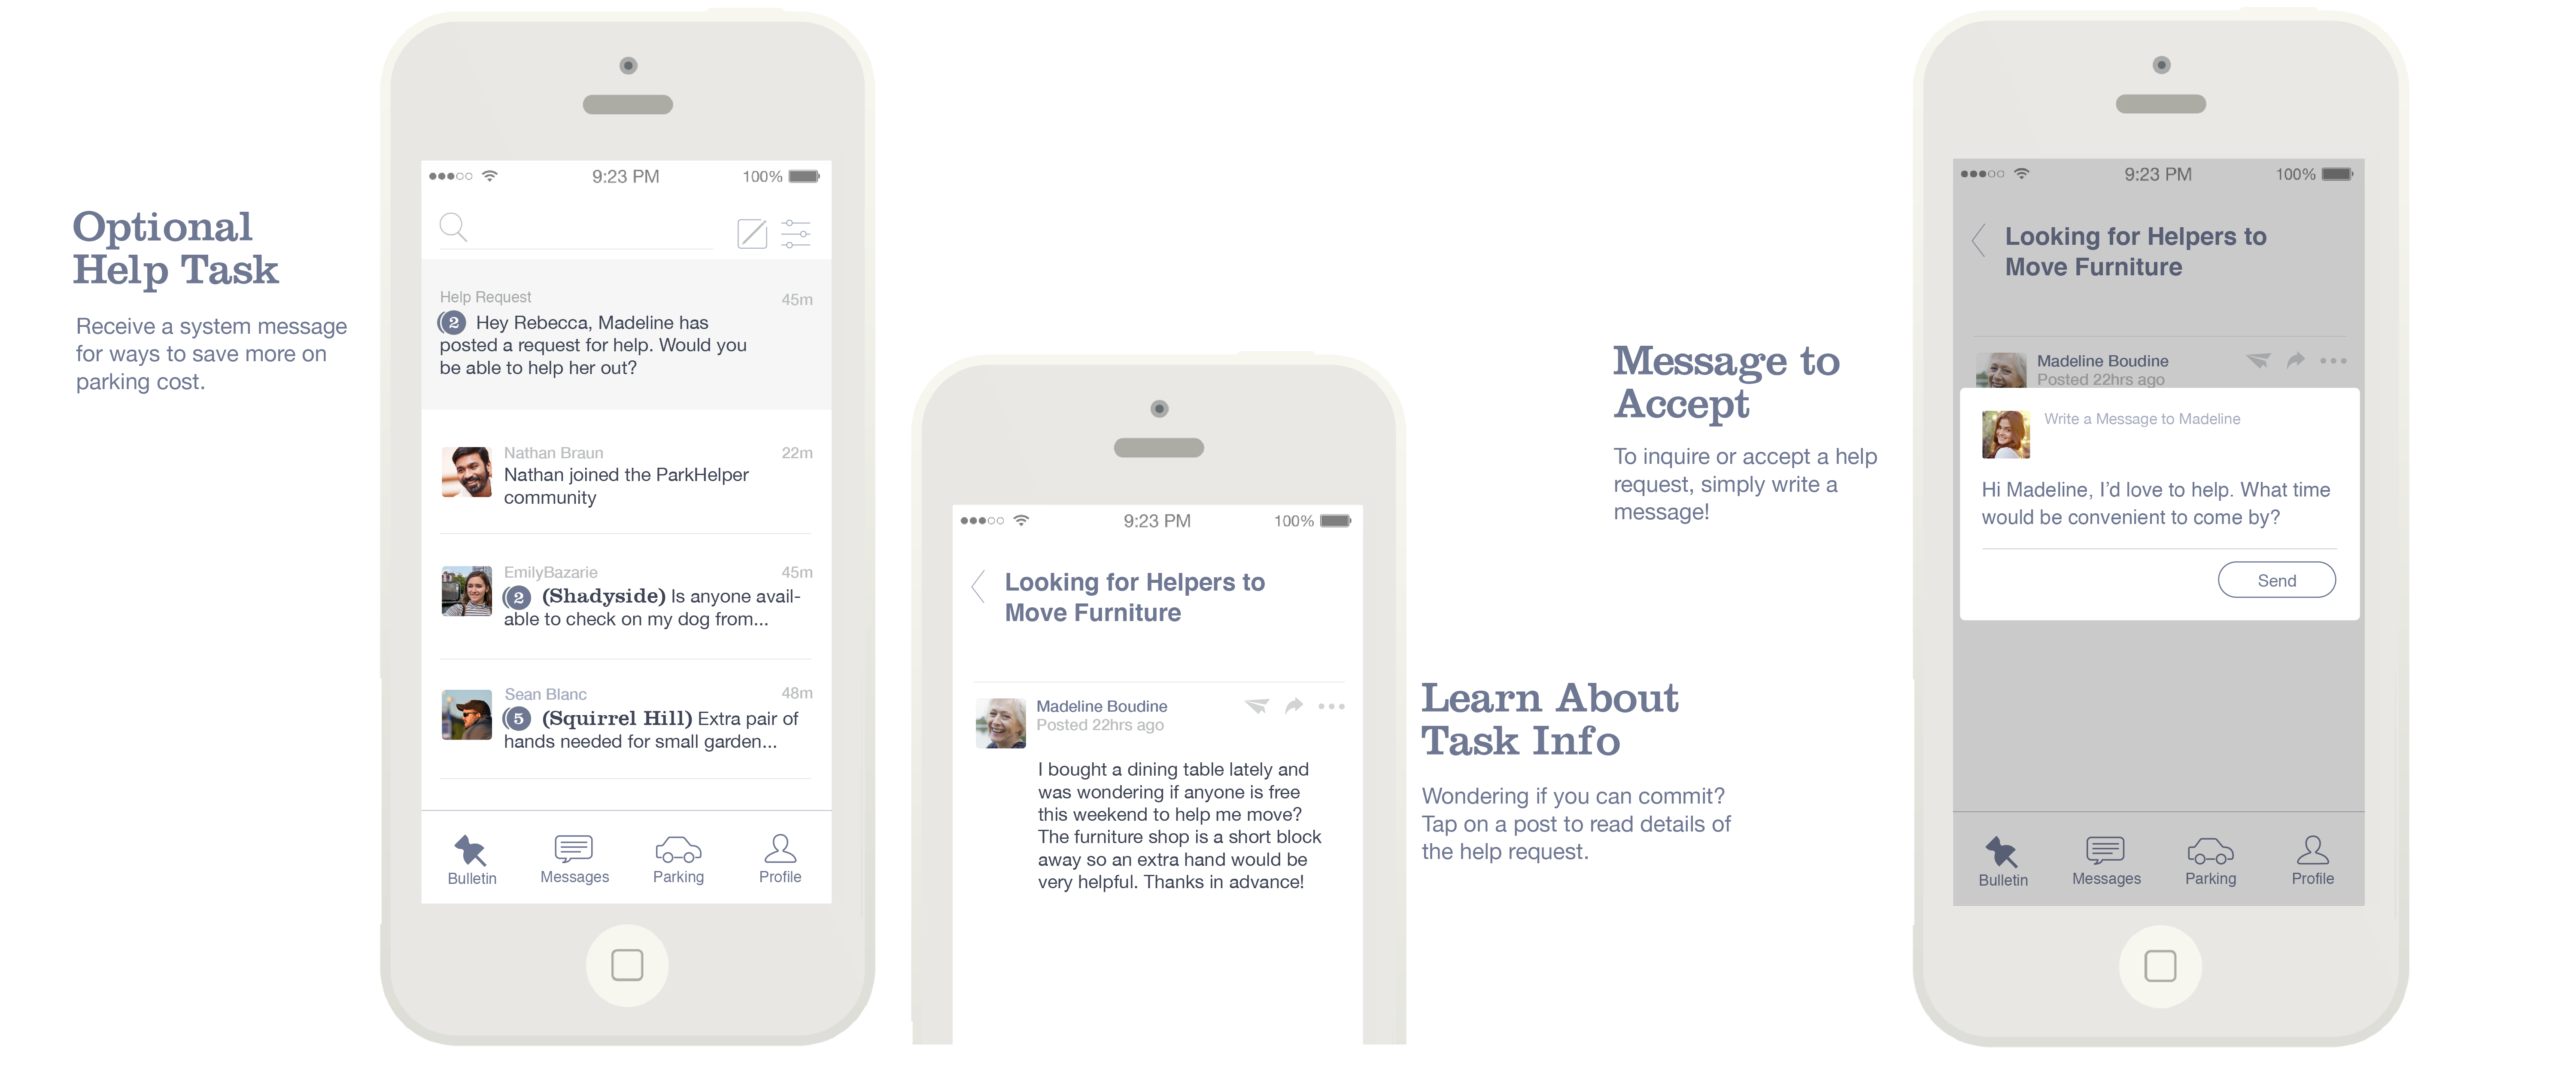 Optional
Help Task
Receive a system message
for ways to save more on
parking cost.
9:23 PM
100%
Help Request
45m
2 Hey Rebecca, Madeline has
posted a request for help. Would you
be able to help her out?
Nathan Braun
22m
Nathan joined the ParkHelper
community
EmilyBazarie
45m
2 (Shadyside) Is anyone avail-
able to check on my dog from...
Sean Blanc
48m
5 (Squirrel Hill) Extra pair of
hands needed for small garden...
Bulletin
Messages
Parking
Profile
9:23 PM
100%
Looking for Helpers to
Move Furniture
Madeline Boudine
Posted 22hrs ago
I bought a dining table lately and
was wondering if anyone is free
this weekend to help me move?
The furniture shop is a short block
away so an extra hand would be
very helpful. Thanks in advance!
Learn About
Task Info
Wondering if you can commit?
Tap on a post to read details of
the help request.
Message to
Accept
To inquire or accept a help
request, simply write a
message!
9:23 PM
100%
Looking for Helpers to
Move Furniture
Madeline Boudine
Posted 22hrs ago
Write a Message to Madeline
Hi Madeline, I'd love to help. What time
would be convenient to come by?
Send
Bulletin
Messages
Parking
Profile